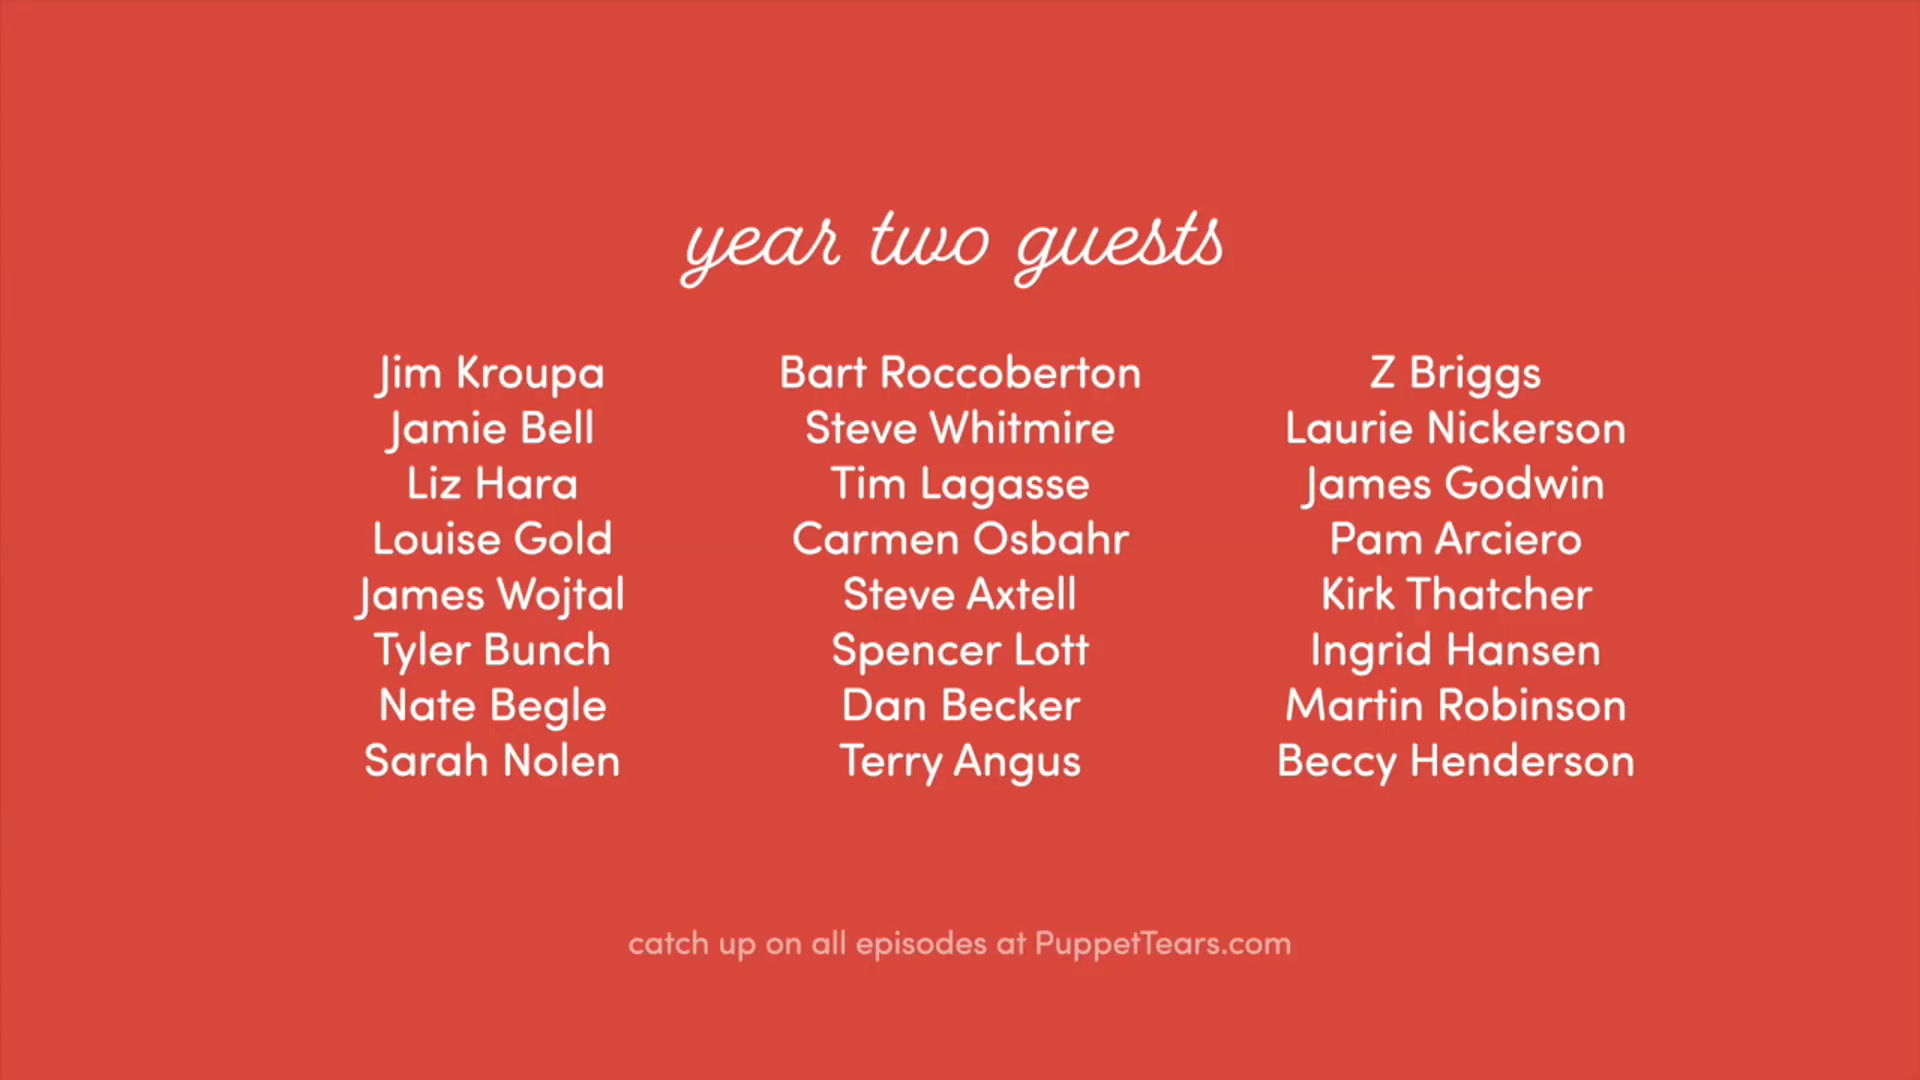 year two guests
Jim Kroupa
Jamie Bell
Liz Hara
Louise Gold
James Wojtal
Tyler Bunch
Nate Begle
Sarah Nolen
Bart Roccoberton
Steve Whitmire
Tim Lagasse
Carmen Osbahr
Steve Axtell
Spencer Lott
Dan Becker
Terry Angus
Z Briggs
Laurie Nickerson
James Godwin
Pam Arciero
Kirk Thatcher
Ingrid Hansen
Martin Robinson
Beccy Henderson
catch up on all episodes at PuppetTears.com